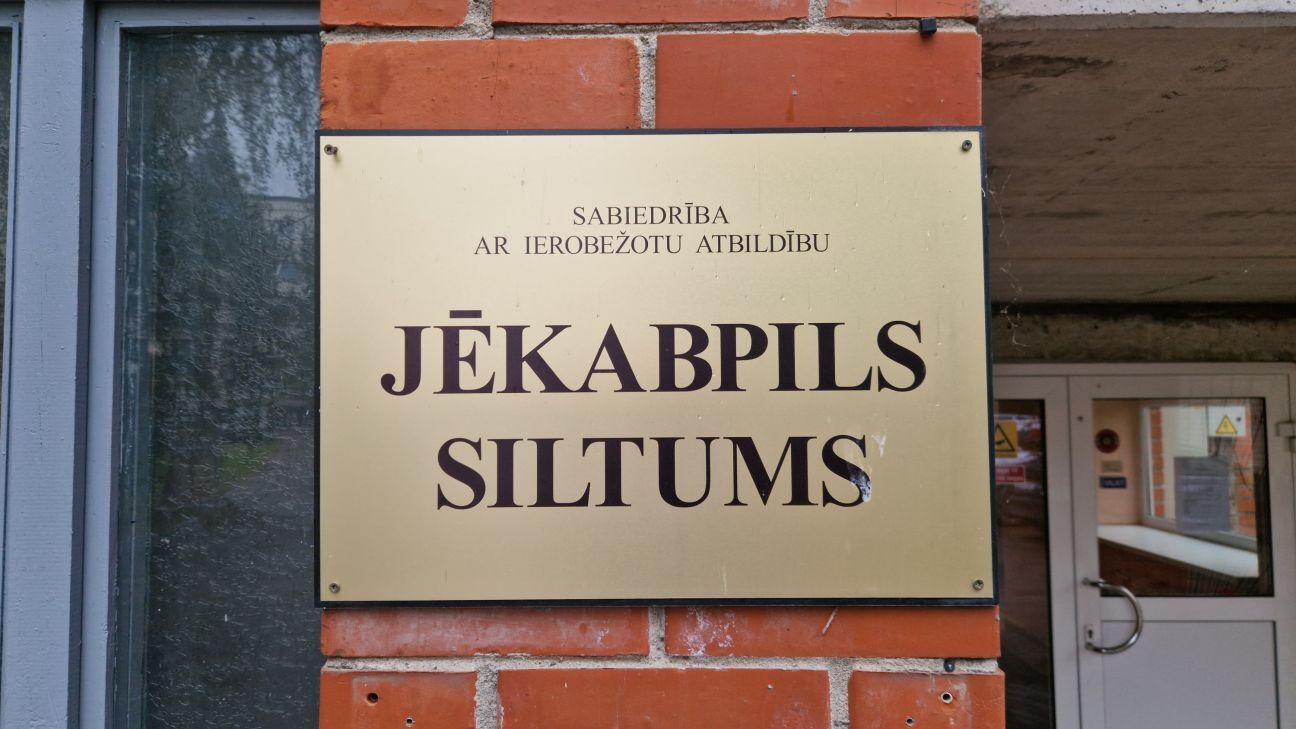 SABIEDRĪBA
AR IEROBEŽOTU ATBILDĪBU
JĒKABPILS
SILTUMS